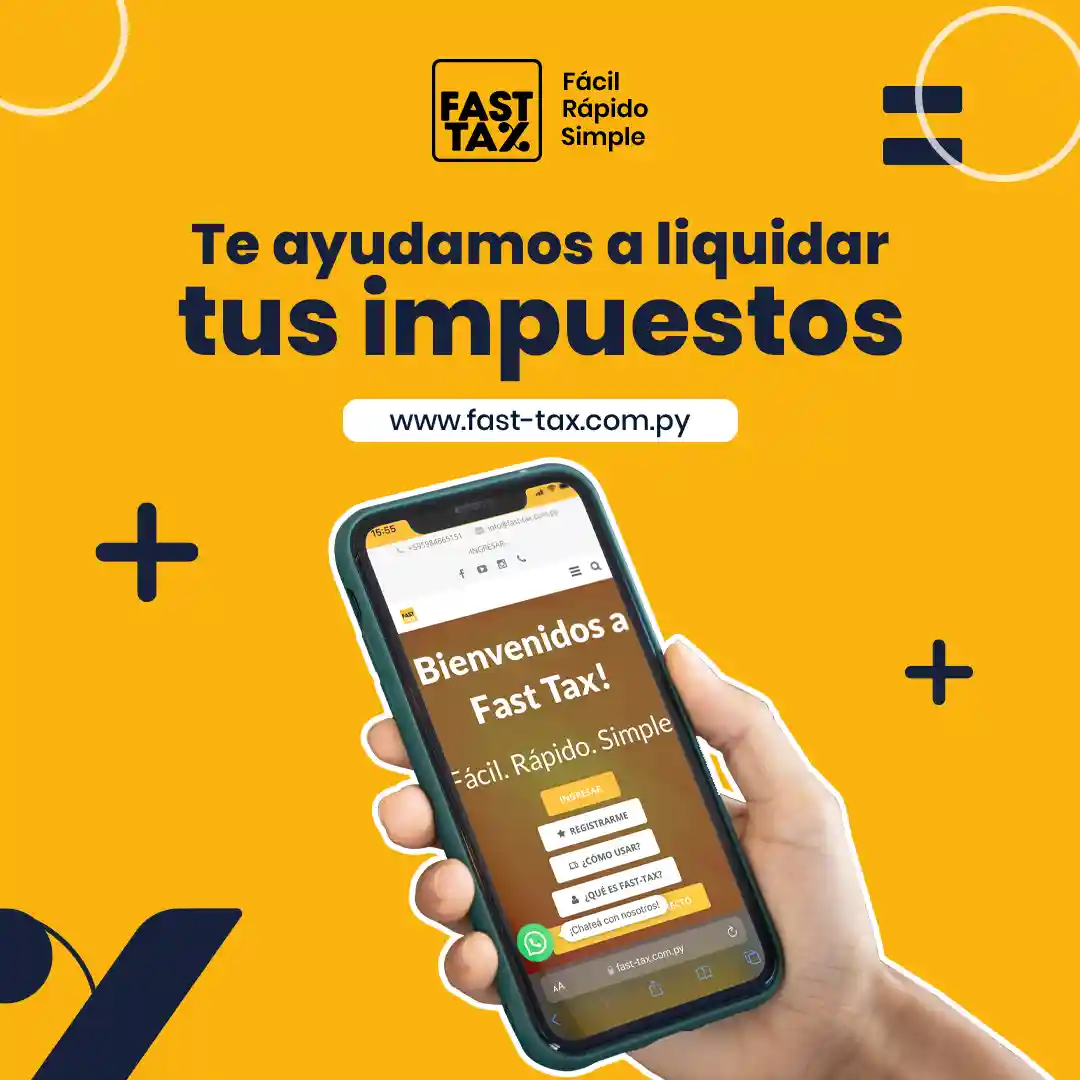 FAST
TAX
Fácil
Rápido
Simple
Te ayudamos a liquidar
tus impuestos
www.fast-tax.com.py
15:55
+595984865151 info@fast-tax.com.py
INGRESAR
FAST
Bienvenidos a
Fast Tax!
Fácil. Rápido. Simple
INGRESAR
REGISTRARME
¿CÓMO USAR?
¿QUÉ ES FAST-TAX?
¡Chateá con nosotros!
AA fast-tax.com.py